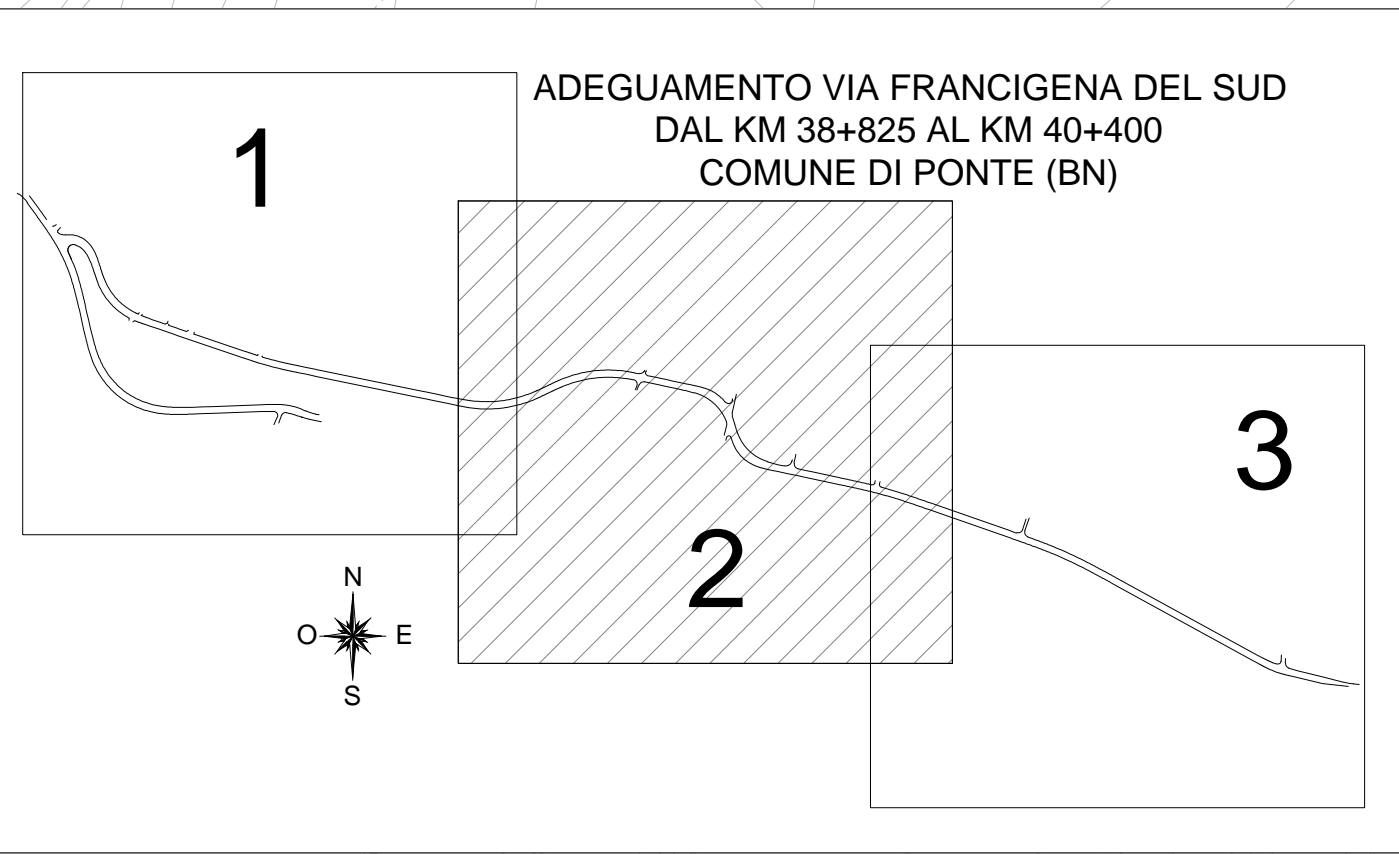 ADEGUAMENTO VIA FRANCIGENA DEL SUD
DAL KM 38+825 AL KM 40+400
COMUNE DI PONTE (BN)
1
2
3
N
O E
S